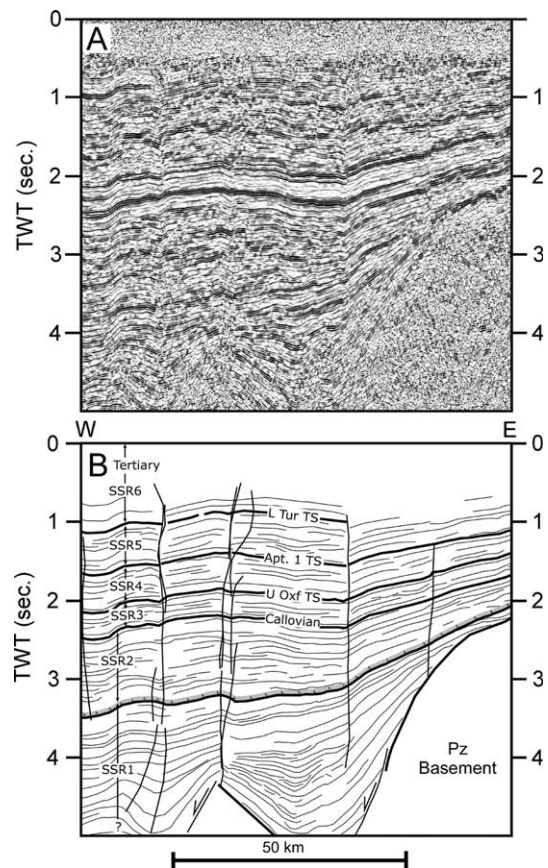 A
0
0
1
1
2
2
3
3
4
4
TWT (sec.)
W
E
B
0
0
1
1
2
2
3
3
4
4
TWT (sec.)
Tertiary
SSR6
L Tur TS
SSR5
Apt. 1 TS
SSR4
U Oxf TS
SSR3
Callovian
SSR2
SSR1
?
Pz
Basement
50 km